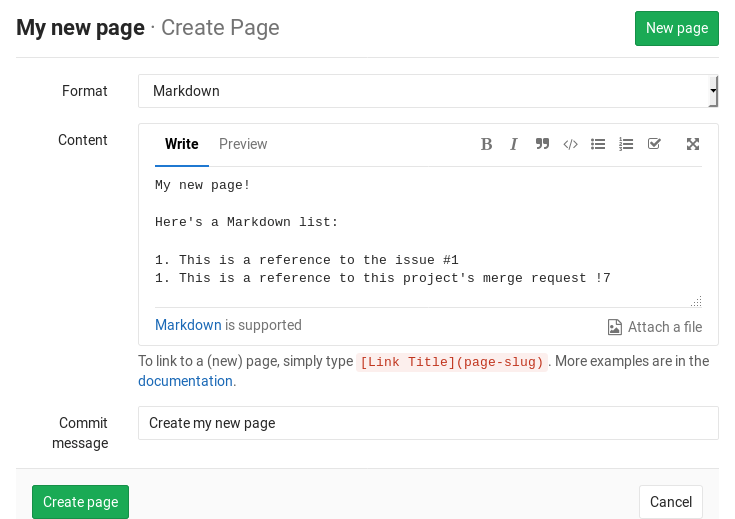 My new page · Create Page
New page
Format
Markdown
Content
Write Preview
My new page!
Here's a Markdown list:
1. This is a reference to the issue #1
1. This is a reference to this project's merge request !7
Markdown is supported
Attach a file
To link to a (new) page, simply type [Link Title](page-slug). More examples are in the
documentation.
Commit
message
Create my new page
Create page
Cancel